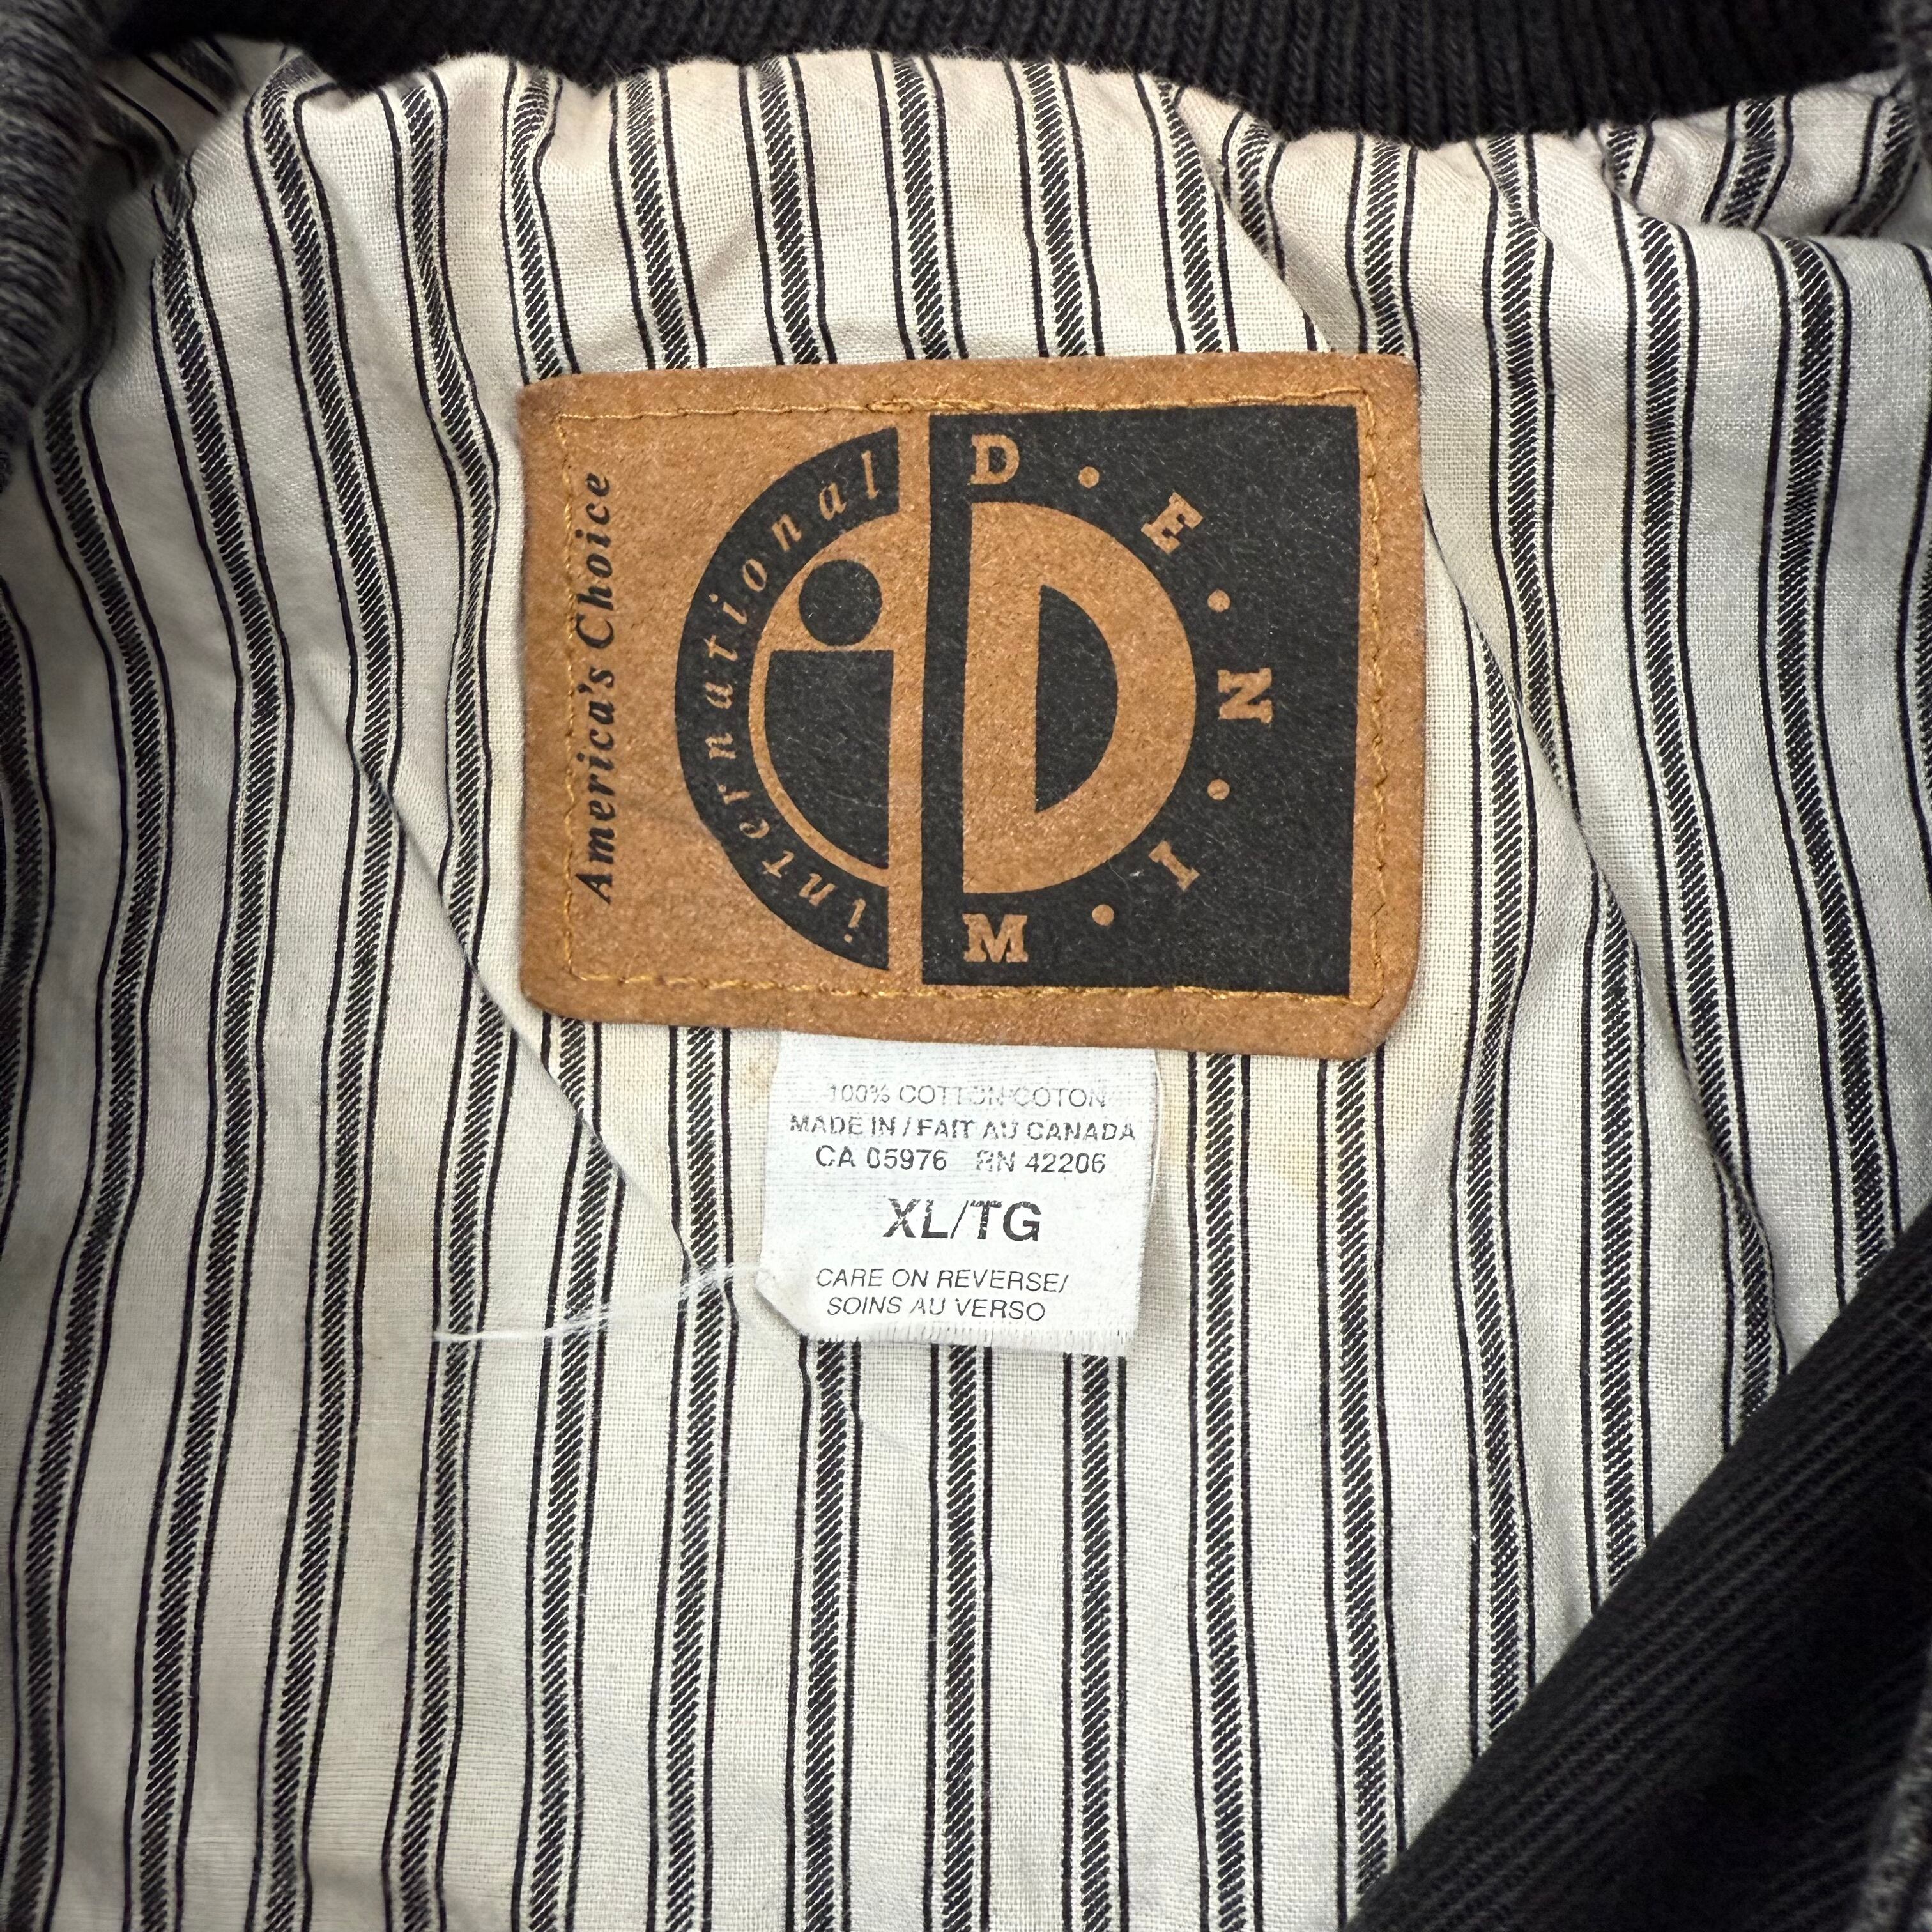 America's Choice
international
iD
D·E·N·I·M
100% COTTON/COTON
MADE IN / FAIT AU CANADA
CA 05976 RN 42206
XL/TG
CARE ON REVERSE/
SOINS AU VERSO